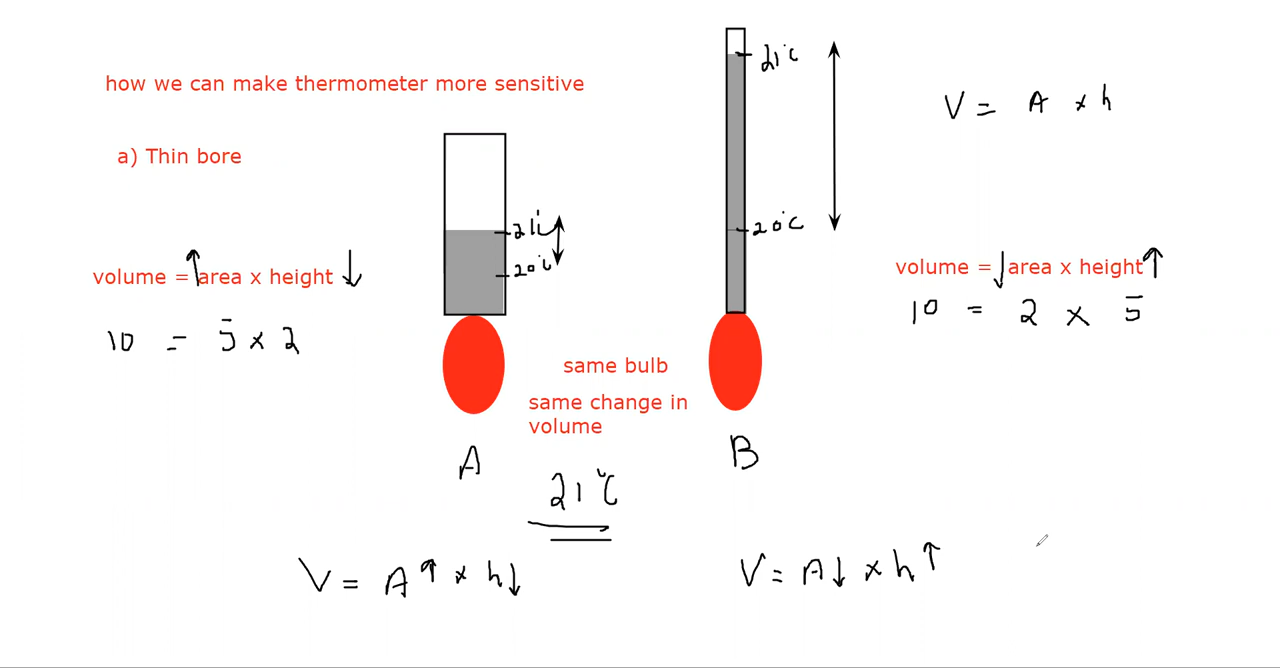 how we can make thermometer more sensitive
a) Thin bore
volume = ↑ area x height ↓
10 = 5 x 2
21°C
20°C
A
same bulb
same change in
volume
21°C
V = A↑ x h↓
21°C
20°C
B
V = A x h
volume = ↓ area x height ↑
10 = 2 x 5
V = A↓ x h↑